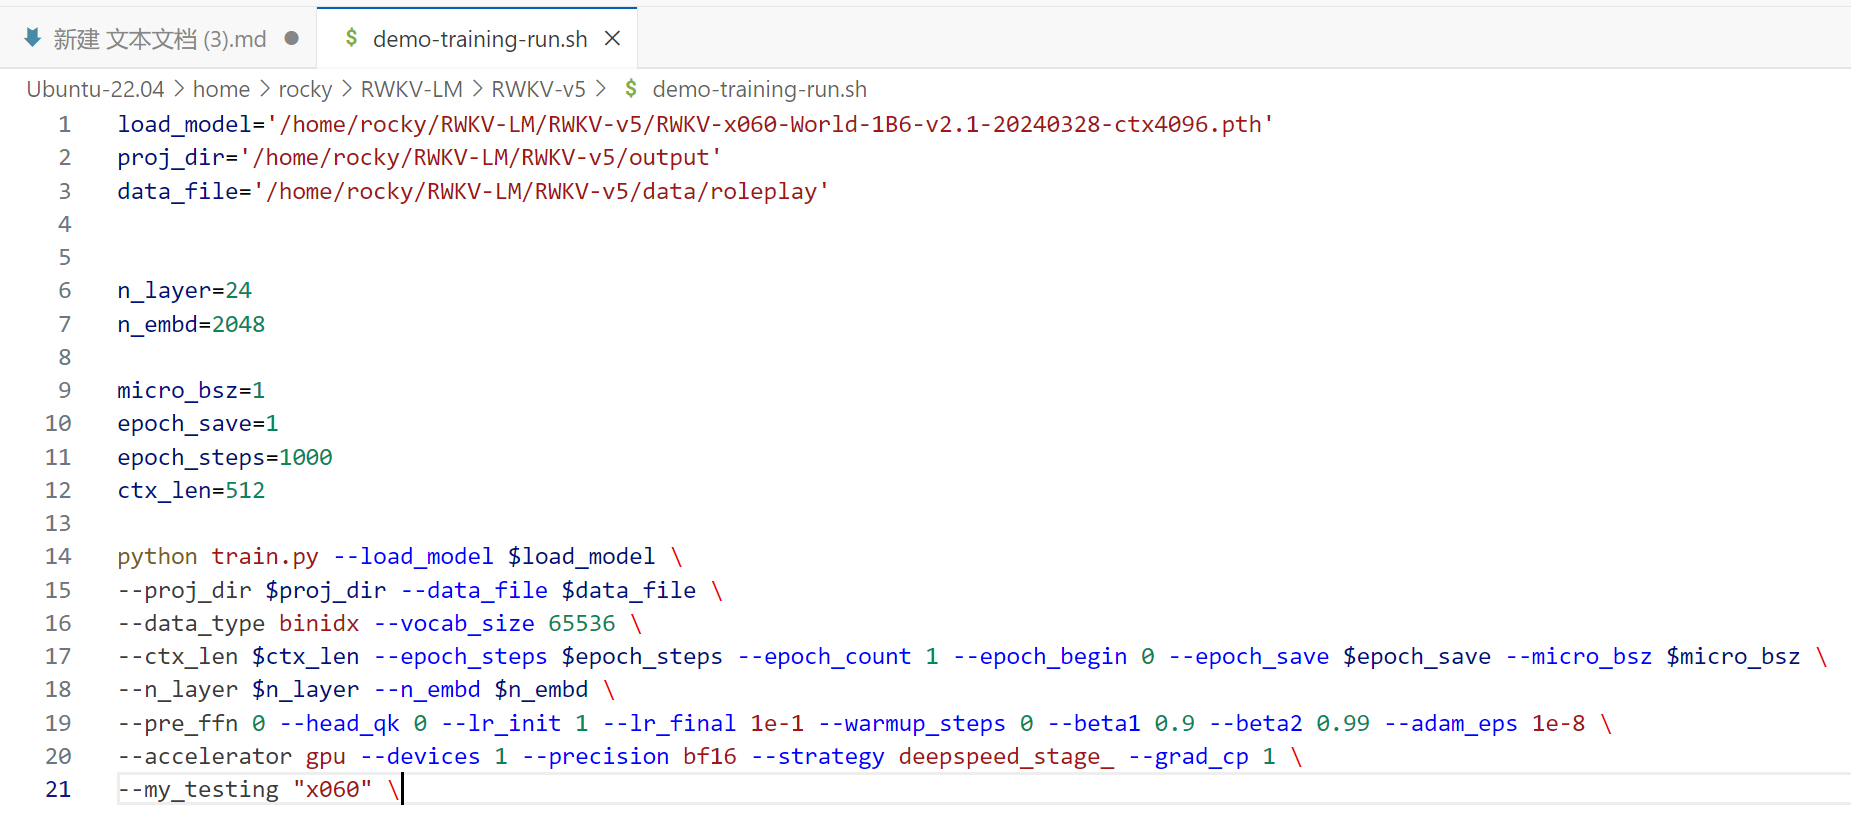 新建 文本文档 (3).md ● $ demo-training-run.sh ×
Ubuntu-22.04 > home > rocky > RWKV-LM > RWKV-v5 > $ demo-training-run.sh
1 load_model='/home/rocky/RWKV-LM/RWKV-v5/RWKV-x060-World-1B6-v2.1-20240328-ctx4096.pth'
2 proj_dir='/home/rocky/RWKV-LM/RWKV-v5/output'
3 data_file='/home/rocky/RWKV-LM/RWKV-v5/data/roleplay'
4
5
6 n_layer=24
7 n_embd=2048
8
9 micro_bsz=1
10 epoch_save=1
11 epoch_steps=1000
12 ctx_len=512
13
14 python train.py --load_model $load_model \
15 --proj_dir $proj_dir --data_file $data_file \
16 --data_type binidx --vocab_size 65536 \
17 --ctx_len $ctx_len --epoch_steps $epoch_steps --epoch_count 1 --epoch_begin 0 --epoch_save $epoch_save --micro_bsz $micro_bsz \
18 --n_layer $n_layer --n_embd $n_embd \
19 --pre_ffn 0 --head_qk 0 --lr_init 1 --lr_final 1e-1 --warmup_steps 0 --beta1 0.9 --beta2 0.99 --adam_eps 1e-8 \
20 --accelerator gpu --devices 1 --precision bf16 --strategy deepspeed_stage_ --grad_cp 1 \
21 --my_testing "x060" \